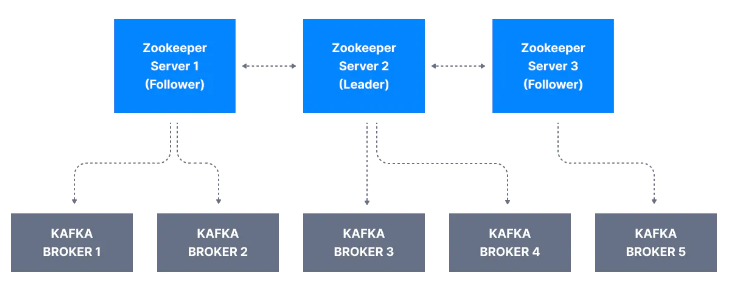 Zookeeper
Server 1
(Follower)
Zookeeper
Server 2
(Leader)
Zookeeper
Server 3
(Follower)
KAFKA
BROKER 1
KAFKA
BROKER 2
KAFKA
BROKER 3
KAFKA
BROKER 4
KAFKA
BROKER 5